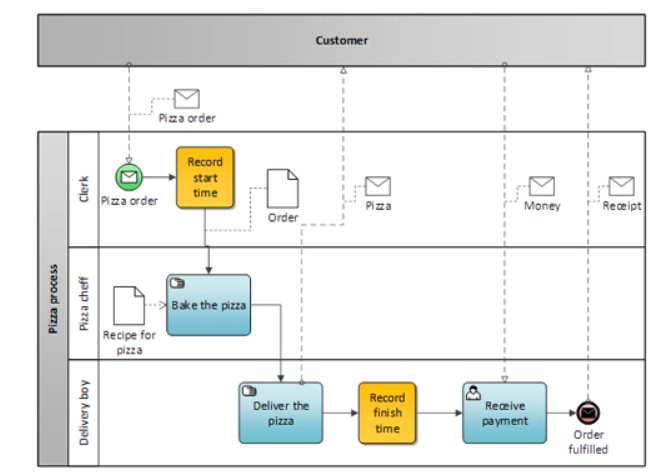 Customer
Pizza order
Pizza process
Clerk
Pizza order
Record
start
time
Order
Pizza
Money
Receipt
Pizza cheff
Recipe for
pizza
Bake the pizza
Delivery boy
Deliver the
pizza
Record
finish
time
Receive
payment
Order
fulfilled